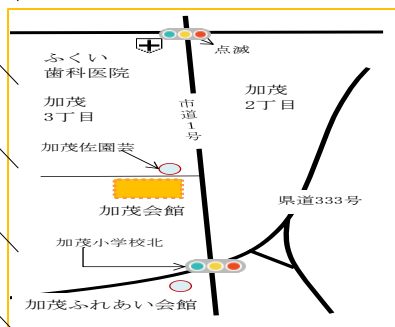 点滅
ふくい
歯科医院
加茂
2丁目
加茂
3丁目
市道1号
加茂佐園芸
県道333号
加茂会館
加茂小学校北
加茂ふれあい会館